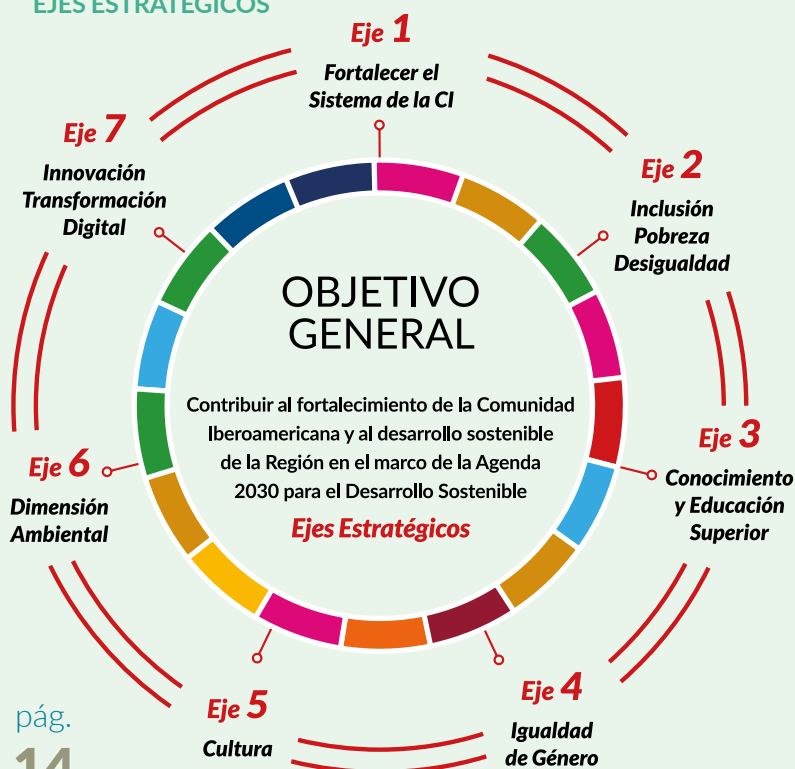 EJES ESTRATÉGICOS
Eje 1
Fortalecer el
Sistema de la CI
Eje 2
Inclusión
Pobreza
Desigualdad
Eje 3
Conocimiento
y Educación
Superior
Eje 4
Igualdad
de Género
Eje 5
Cultura
Eje 6
Dimensión
Ambiental
Eje 7
Innovación
Transformación
Digital
OBJETIVO
GENERAL
Contribuir al fortalecimiento de la Comunidad
Iberoamericana y al desarrollo sostenible
de la Región en el marco de la Agenda
2030 para el Desarrollo Sostenible
Ejes Estratégicos
pág.
14